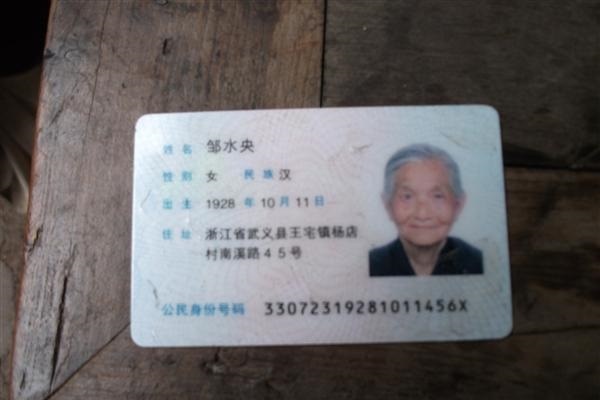 姓名 邹水央
性别 女 民族 汉
出生 1928 年 10 月 11 日
住址 浙江省武义县王宅镇杨店
村南溪路45号
公民身份号码 33072319281011456X